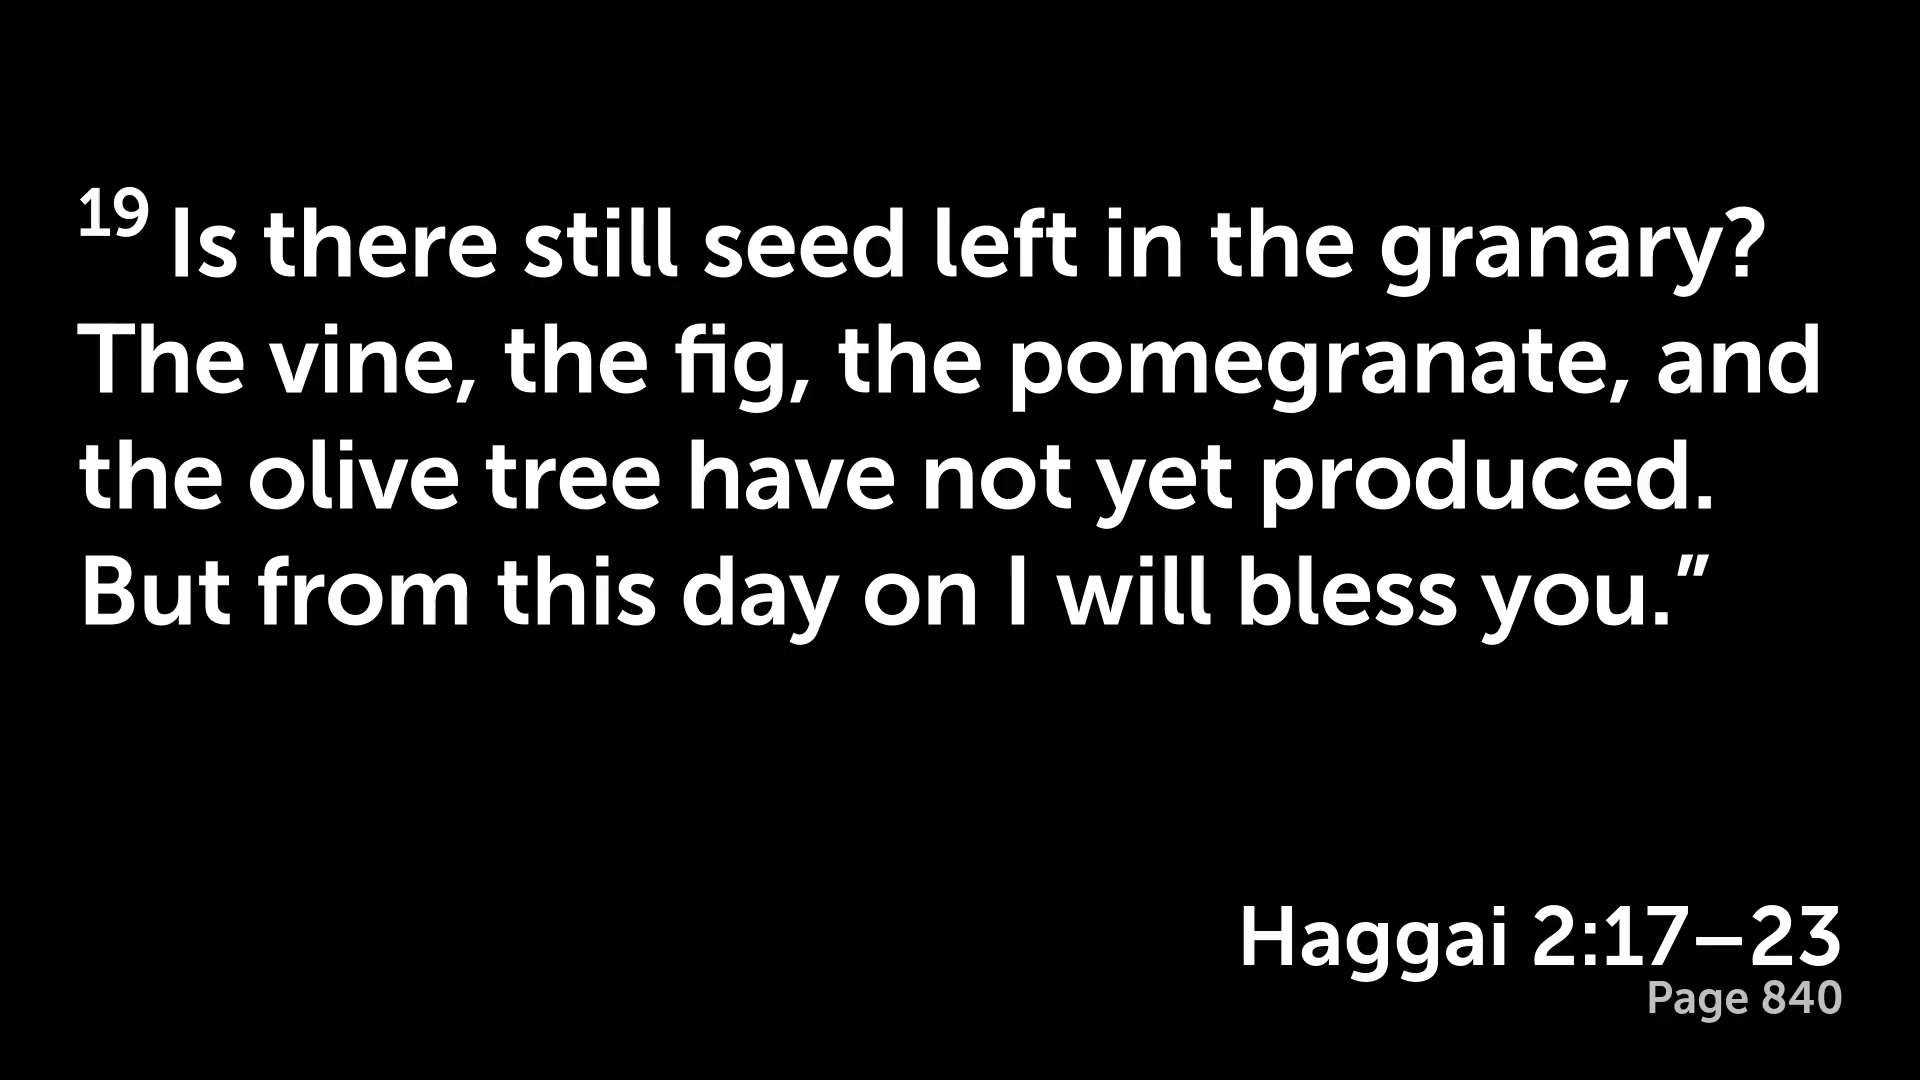 19 Is there still seed left in the granary?
The vine, the fig, the pomegranate, and
the olive tree have not yet produced.
But from this day on I will bless you.”
Haggai 2:17–23
Page 840